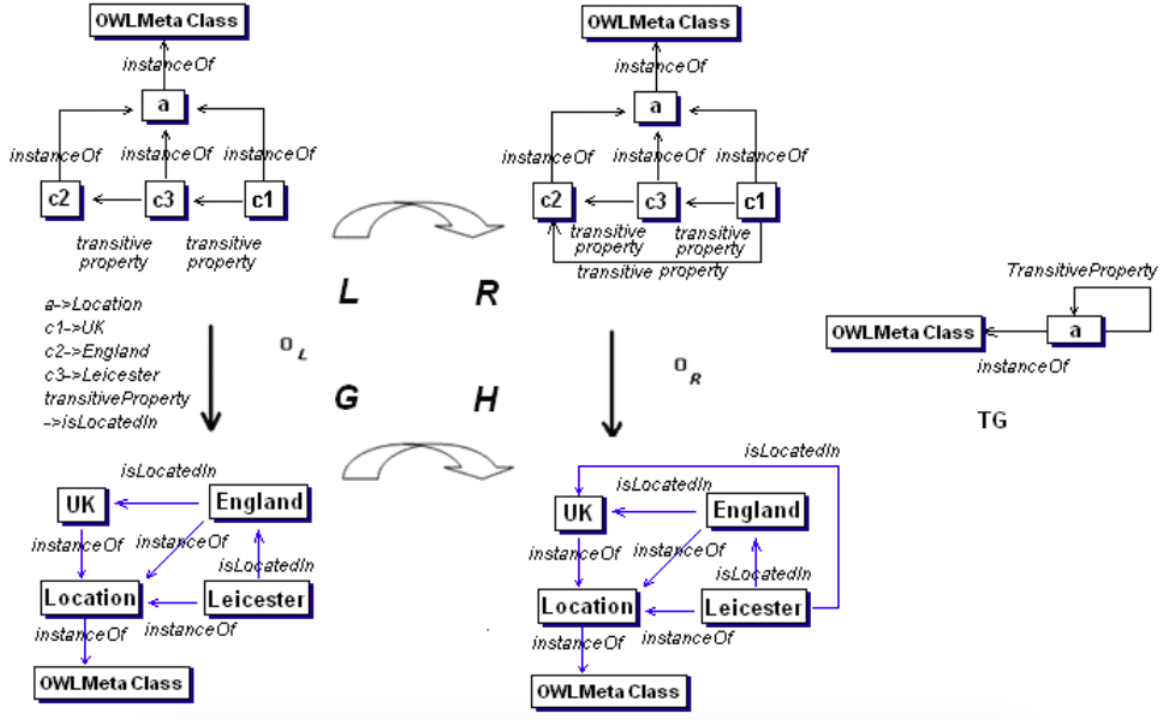 OWLMeta Class
instanceOf
a
instanceOf instanceOf instanceOf
c2 c3 c1
transitive property
transitive property
OWLMeta Class
instanceOf
a
instanceOf instanceOf instanceOf
c2 c3 c1
transitive property
transitive property
transitive property
L R
a->Location
c1->UK
c2->England
c3->Leicester
transitiveProperty
->isLocatedIn
O L
O R
G H
TransitiveProperty
OWLMeta Class
a
instanceOf
TG
isLocatedIn
UK
England
instanceOf
instanceOf
isLocatedIn
Location
Leicester
instanceOf
instanceOf
OWLMeta Class
isLocatedIn
isLocatedIn
UK
England
instanceOf
instanceOf
isLocatedIn
Location
Leicester
instanceOf
instanceOf
OWLMeta Class